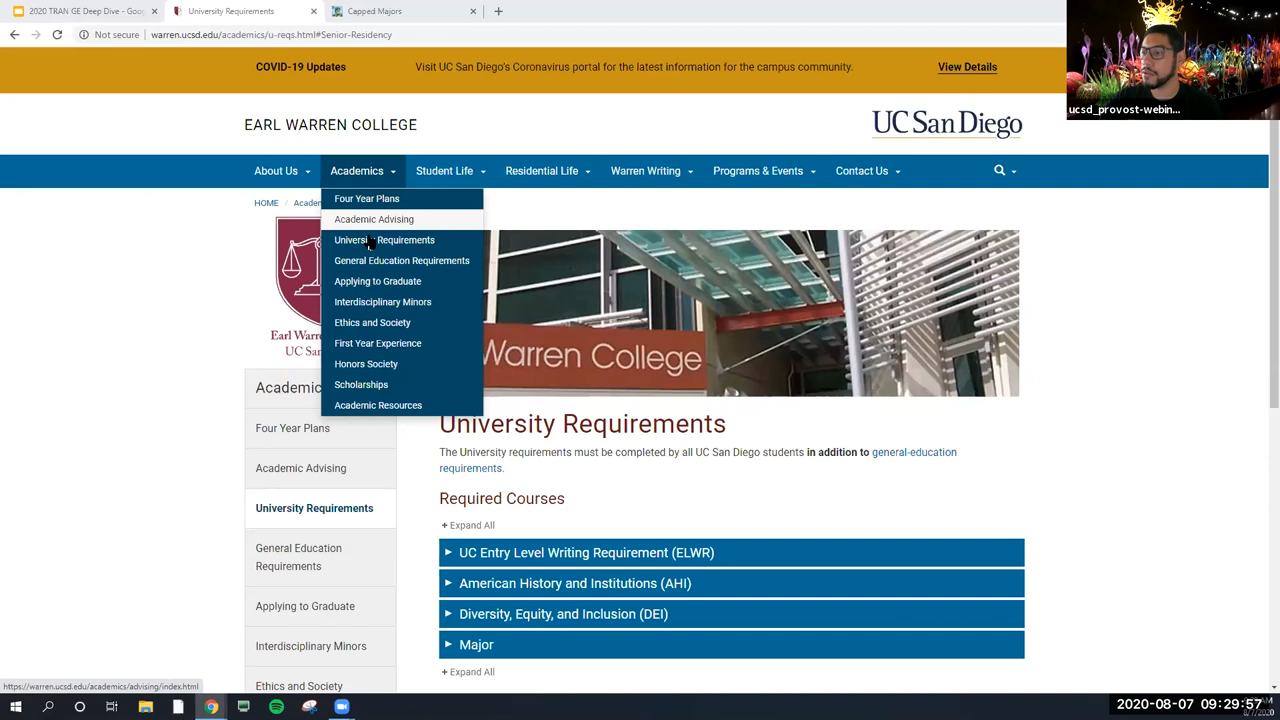 2020 TRAN GE Deep Dive - Goo
University Requirements
Capped Majors
Not secure
warren.ucsd.edu/academics/u-reqs.html#Senior-Residency
COVID-19 Updates
Visit UC San Diego's Coronavirus portal for the latest information for the campus community.
View Details
ucsd_provost-webin...
EARL WARREN COLLEGE
UC San Diego
About Us
Academics
Student Life
Residential Life
Warren Writing
Programs & Events
Contact Us
HOME / Academ
Four Year Plans
Academic Advising
University Requirements
General Education Requirements
Applying to Graduate
Interdisciplinary Minors
Ethics and Society
First Year Experience
Honors Society
Scholarships
Academic Resources
Earl Warr
UC San
Warren College
Academic
Four Year Plans
Academic Advising
University Requirements
General Education
Requirements
Applying to Graduate
Interdisciplinary Minors
Ethics and Society
University Requirements
The University requirements must be completed by all UC San Diego students in addition to general-education
requirements.
Required Courses
+ Expand All
UC Entry Level Writing Requirement (ELWR)
American History and Institutions (AHI)
Diversity, Equity, and Inclusion (DEI)
Major
+ Expand All
https://warren.ucsd.edu/academics/advising/index.html
2020-08-07 09:29:57
8/7/2020